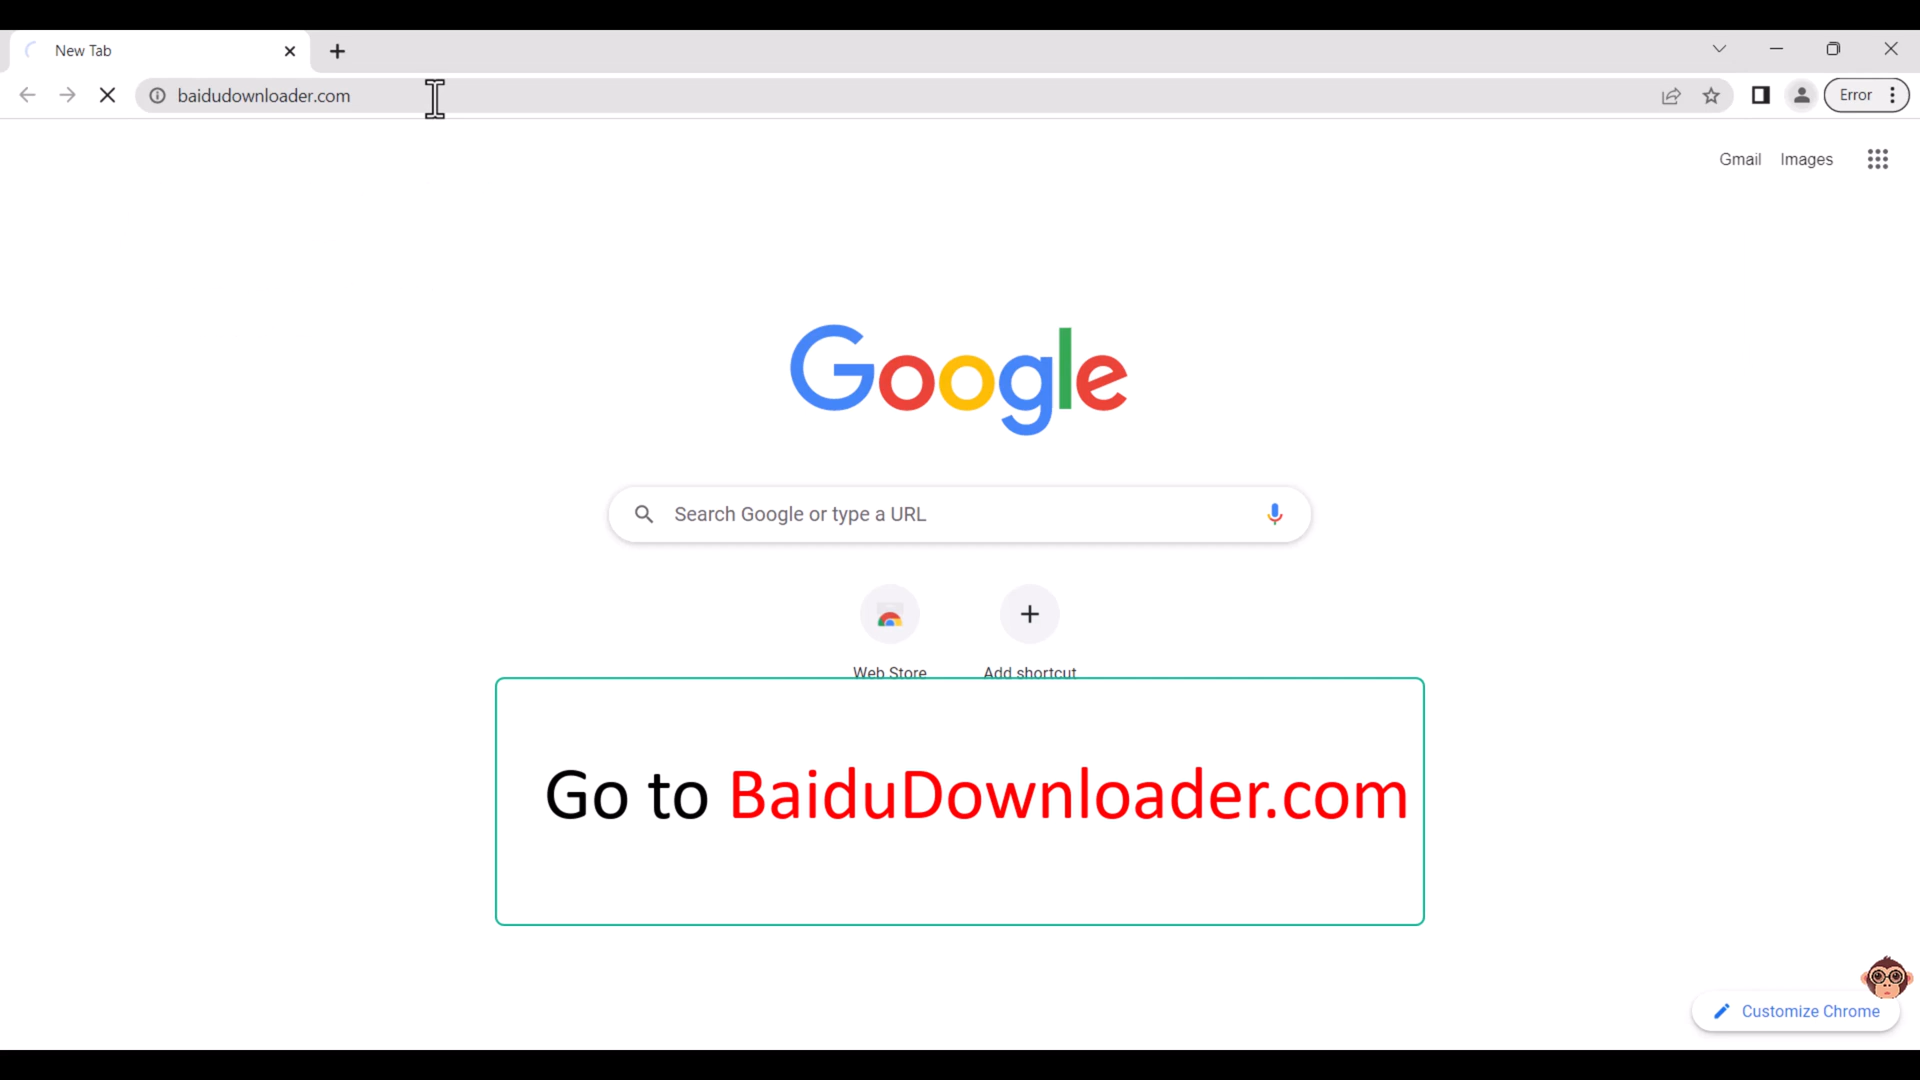 New Tab
baidudownloader.com
Error
Gmail Images
Google
Search Google or type a URL
Web Store
Add shortcut
Go to BaiduDownloader.com
Customize Chrome